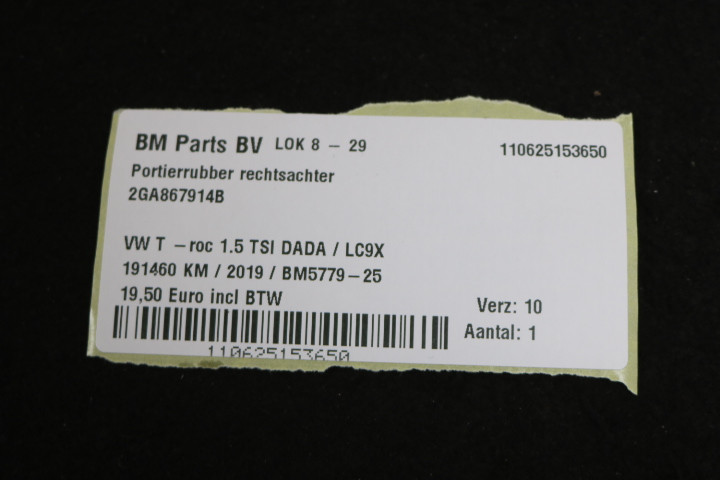 BM Parts BV LOK 8 - 29
110625153650
Portierrubber rechtsachter
2GA867914B
VW T -roc 1.5 TSI DADA / LC9X
191460 KM / 2019 / BM5779-25
19,50 Euro incl BTW
Verz: 10
Aantal: 1
110625153650